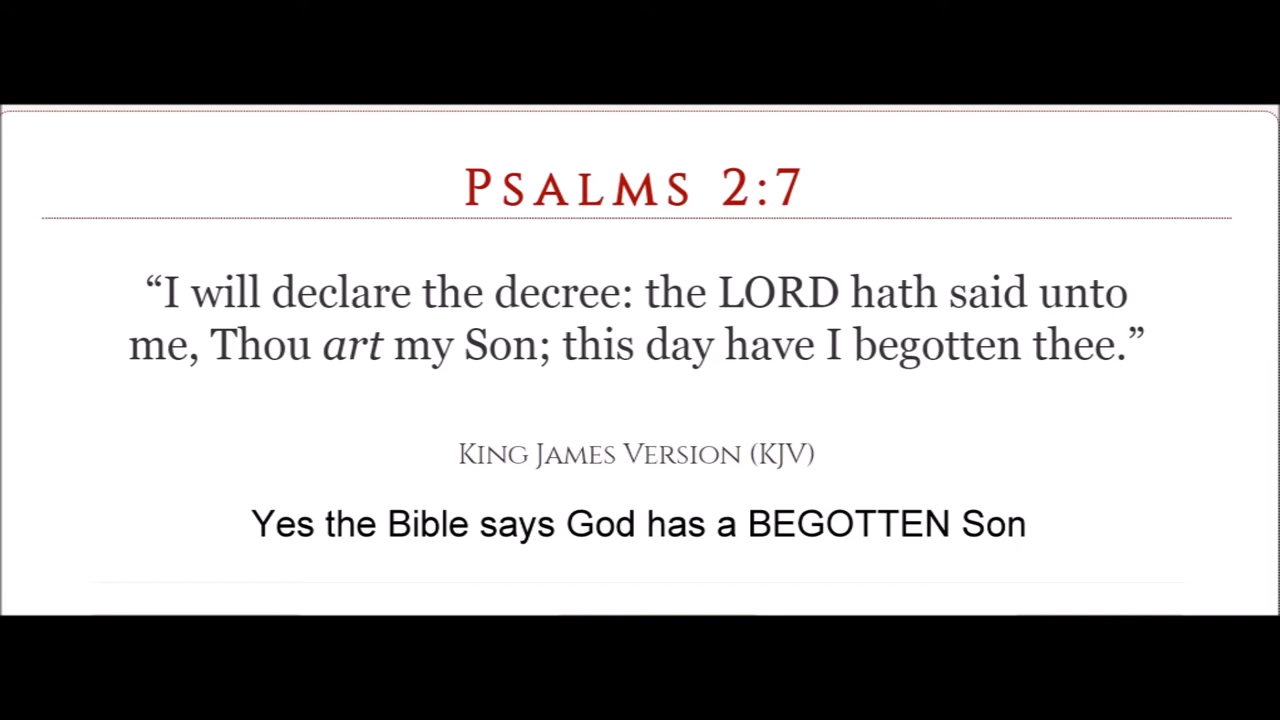 PSALMS 2:7
“I will declare the decree: the LORD hath said unto
me, Thou art my Son; this day have I begotten thee.”
KING JAMES VERSION (KJV)
Yes the Bible says God has a BEGOTTEN Son